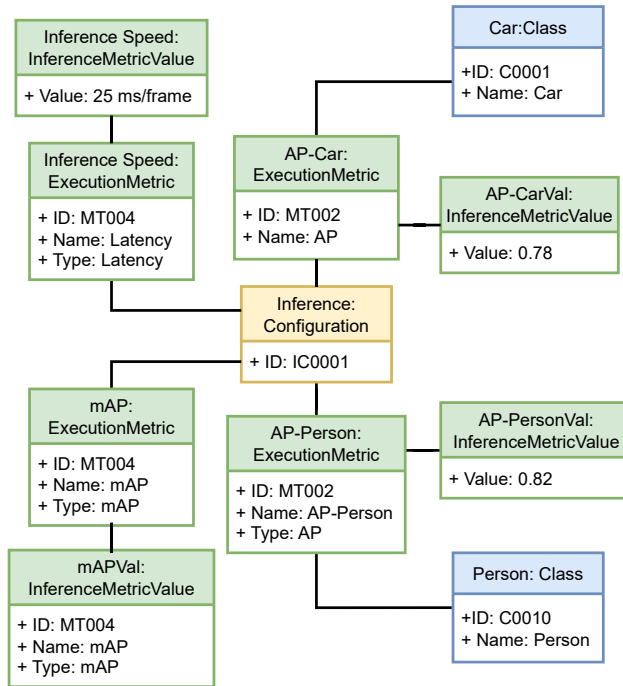 Inference Speed:
InferenceMetricValue
+ Value: 25 ms/frame
Inference Speed:
ExecutionMetric
+ ID: MT004
+ Name: Latency
+ Type: Latency
Car:Class
+ID: C0001
+ Name: Car
AP-Car:
ExecutionMetric
+ ID: MT002
+ Name: AP
AP-CarVal:
InferenceMetricValue
+ Value: 0.78
Inference:
Configuration
+ ID: IC0001
mAP:
ExecutionMetric
+ ID: MT004
+ Name: mAP
+ Type: mAP
mAPVal:
InferenceMetricValue
+ ID: MT004
+ Name: mAP
+ Type: mAP
AP-Person:
ExecutionMetric
+ ID: MT002
+ Name: AP-Person
+ Type: AP
AP-PersonVal:
InferenceMetricValue
+ Value: 0.82
Person: Class
+ID: C0010
+ Name: Person